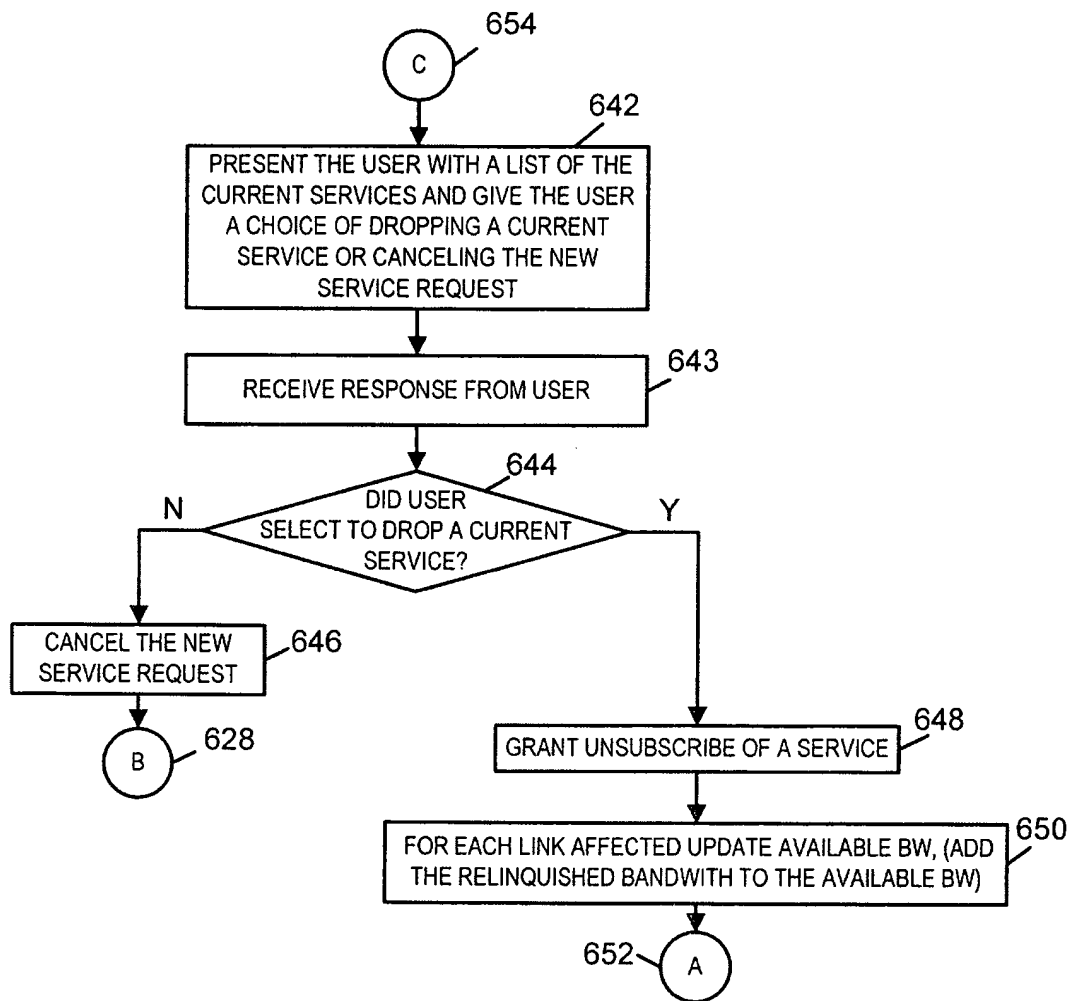 654
C
642
PRESENT THE USER WITH A LIST OF THE
CURRENT SERVICES AND GIVE THE USER
A CHOICE OF DROPPING A CURRENT
SERVICE OR CANCELING THE NEW
SERVICE REQUEST
643
RECEIVE RESPONSE FROM USER
644
DID USER
SELECT TO DROP A CURRENT
SERVICE?
N
Y
CANCEL THE NEW
SERVICE REQUEST
646
B
628
648
GRANT UNSUBSCRIBE OF A SERVICE
650
FOR EACH LINK AFFECTED UPDATE AVAILABLE BW, (ADD
THE RELINQUISHED BANDWITH TO THE AVAILABLE BW)
652
A